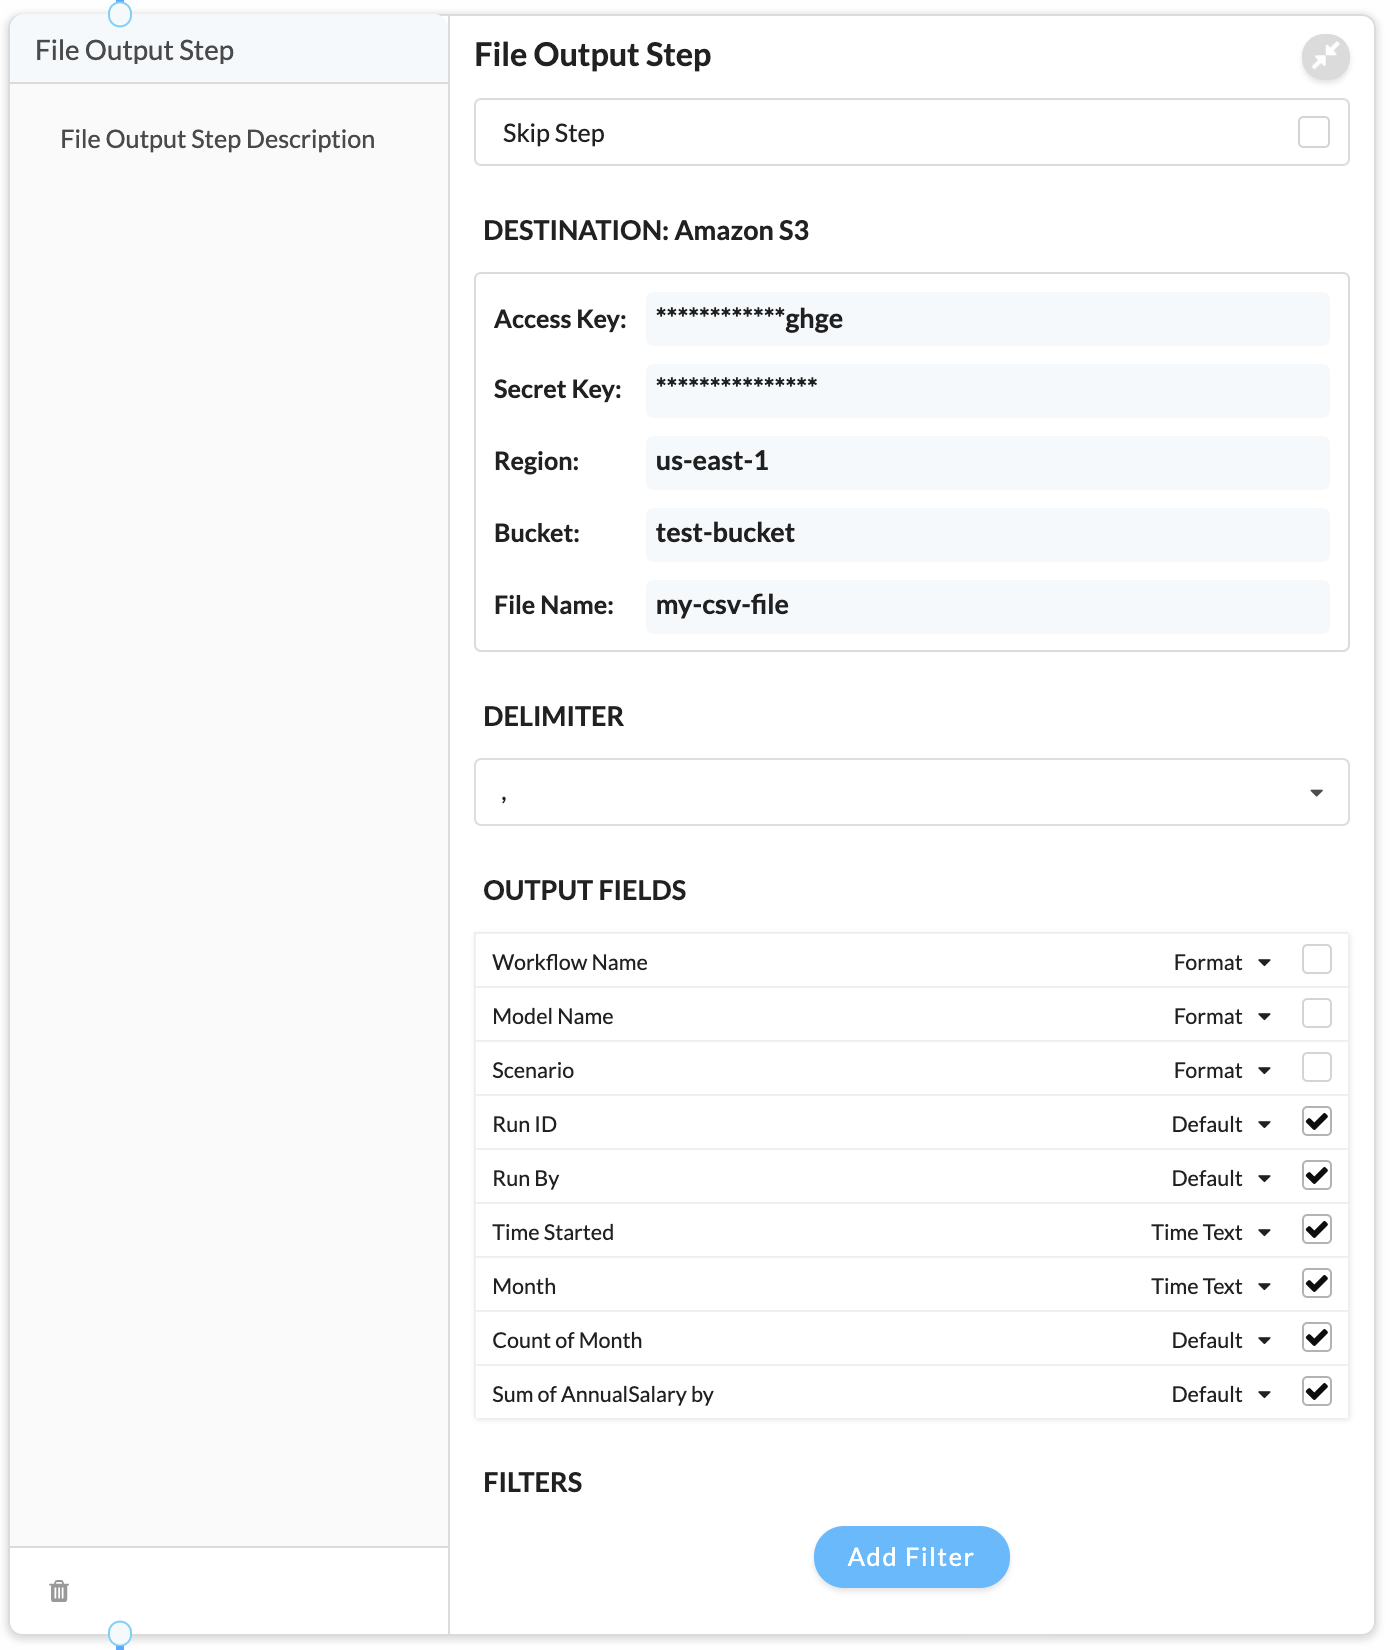 File Output Step
File Output Step Description
File Output Step
Skip Step
DESTINATION: Amazon S3
Access Key: ************ghge
Secret Key: ***************
Region: us-east-1
Bucket: test-bucket
File Name: my-csv-file
DELIMITER
,
OUTPUT FIELDS
Workflow Name Format
Model Name Format
Scenario Format
Run ID Default
Run By Default
Time Started Time Text
Month Time Text
Count of Month Default
Sum of AnnualSalary by Default
FILTERS
Add Filter